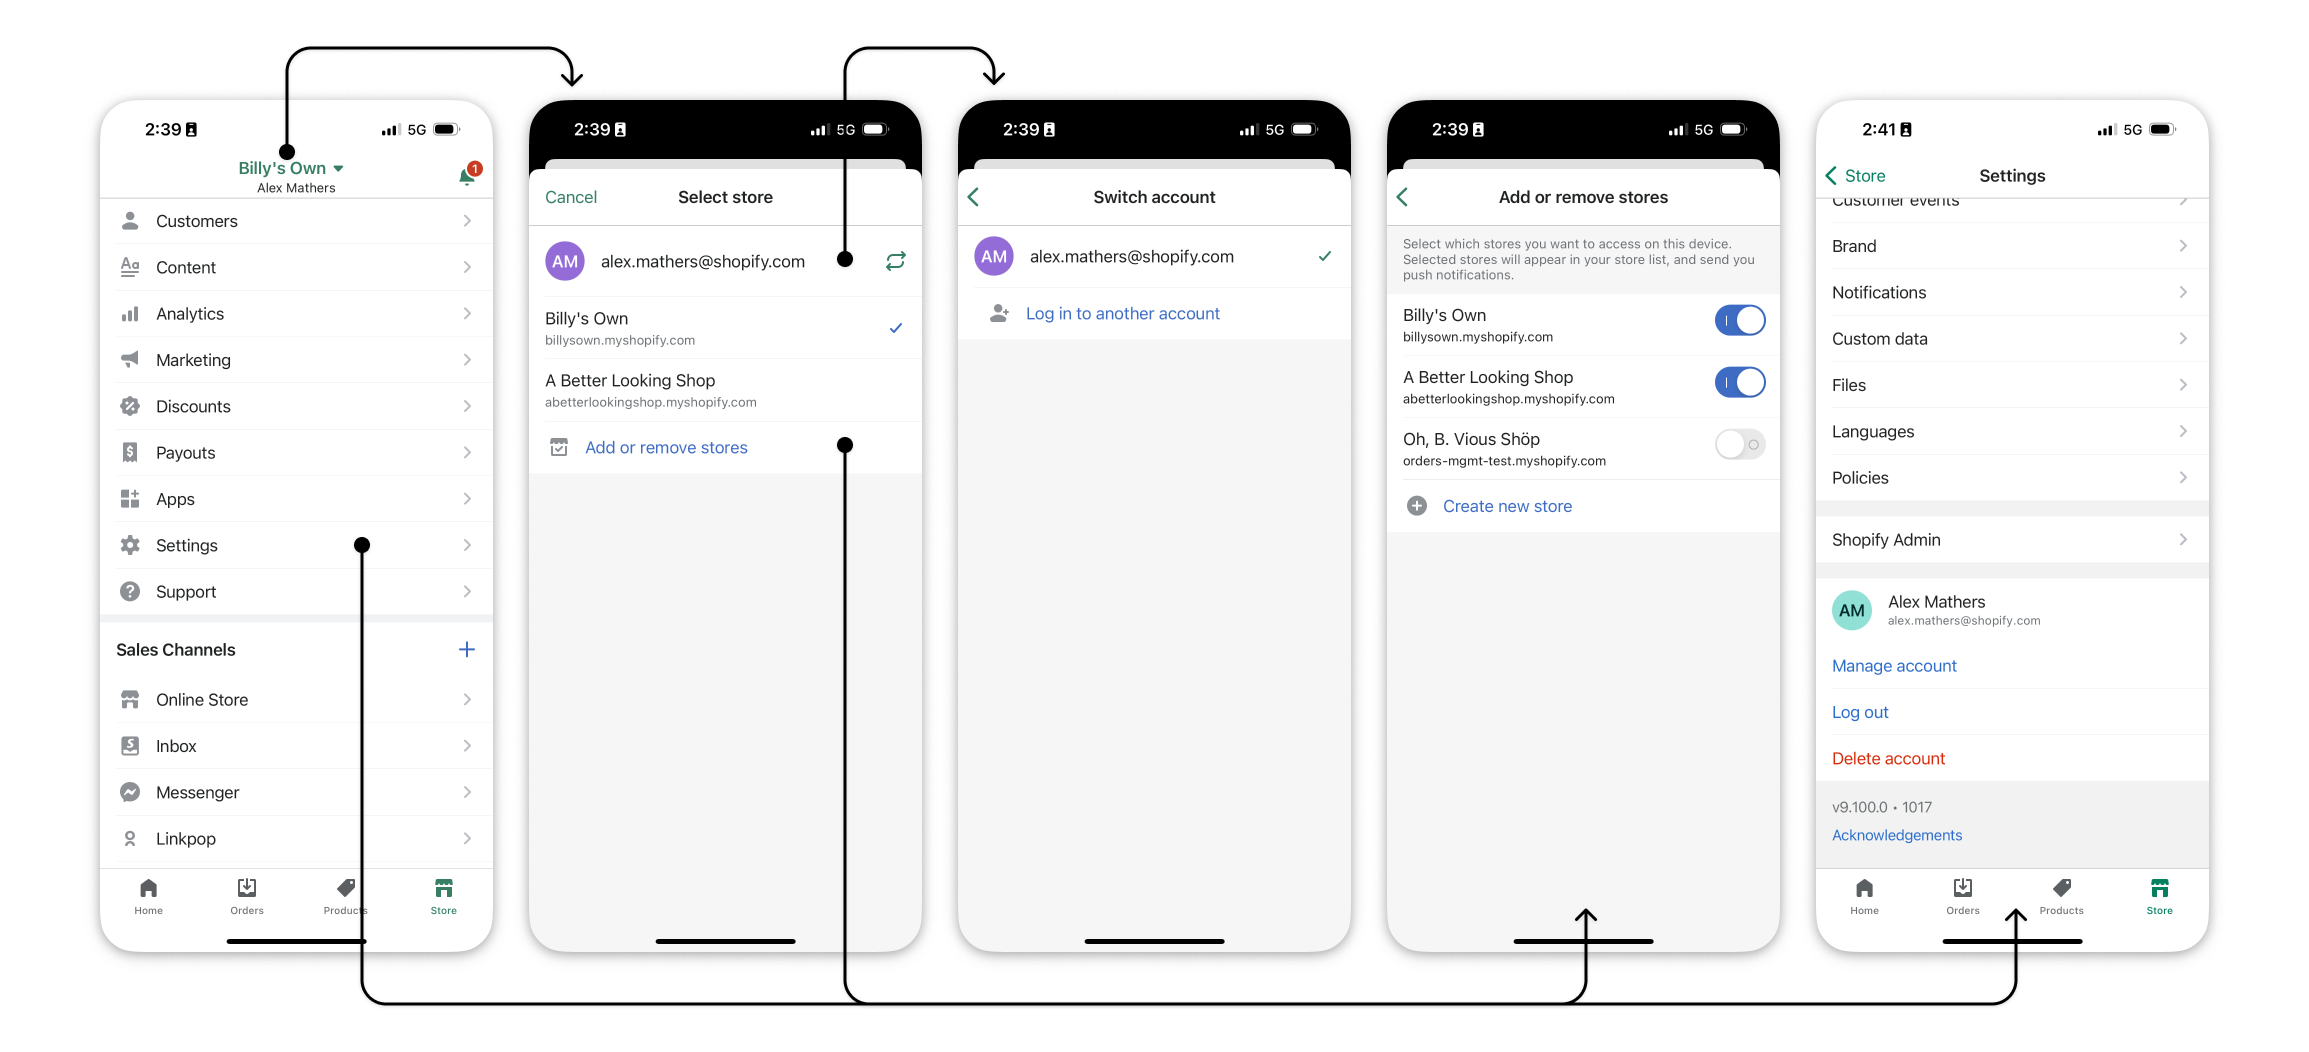 2:39
5G
Billy's Own
Alex Mathers
1
Customers
Content
Analytics
Marketing
Discounts
Payouts
Apps
Settings
Support
Sales Channels
Online Store
Inbox
Messenger
Linkpop
Home
Orders
Products
Store
2:39
5G
Cancel
Select store
AM
alex.mathers@shopify.com
Billy's Own
billysown.myshopify.com
A Better Looking Shop
abetterlookingshop.myshopify.com
Add or remove stores
2:39
5G
Switch account
AM
alex.mathers@shopify.com
Log in to another account
2:39
5G
Add or remove stores
Select which stores you want to access on this device.
Selected stores will appear in your store list, and send you
push notifications.
Billy's Own
billysown.myshopify.com
A Better Looking Shop
abetterlookingshop.myshopify.com
Oh, B. Vious Shöp
orders-mgmt-test.myshopify.com
Create new store
2:41
5G
Store
Settings
Customer events
Brand
Notifications
Custom data
Files
Languages
Policies
Shopify Admin
AM
Alex Mathers
alex.mathers@shopify.com
Manage account
Log out
Delete account
v9.100.0 • 1017
Acknowledgements
Home
Orders
Products
Store